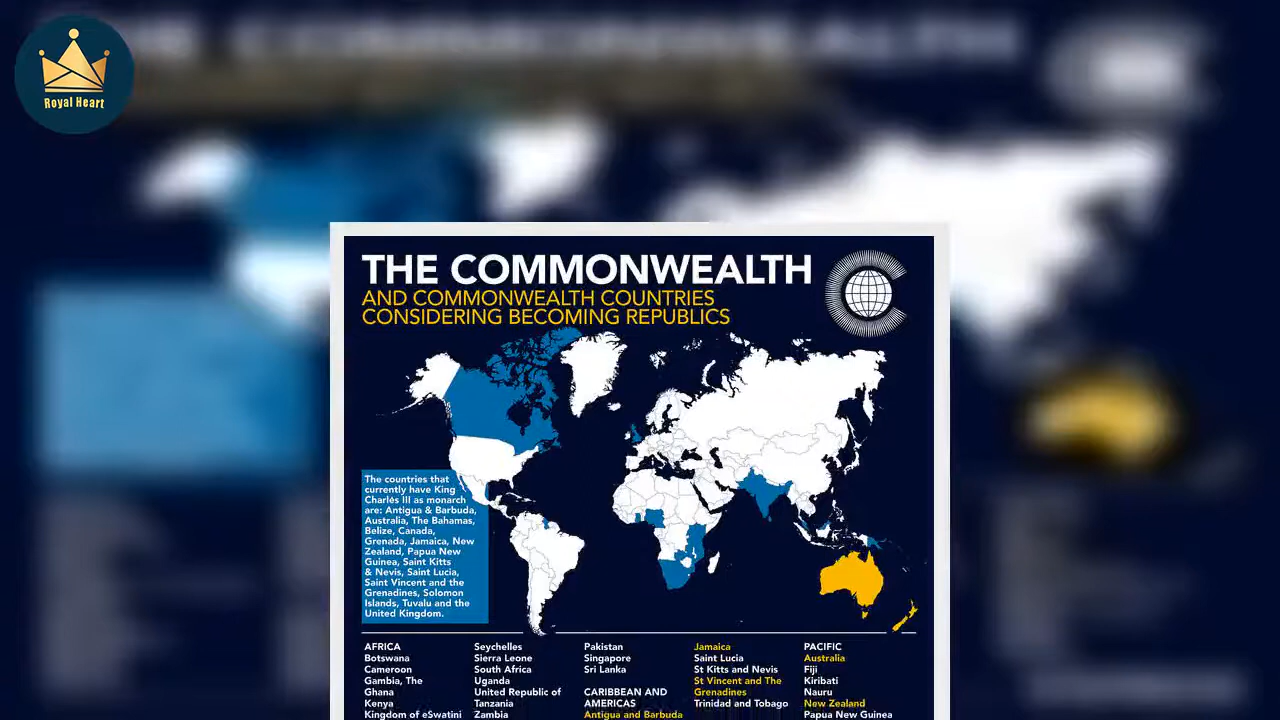 Royal Heart
THE COMMONWEALTH
AND COMMONWEALTH COUNTRIES
CONSIDERING BECOMING REPUBLICS
The countries that
currently have King
Charles III as monarch
are: Antigua & Barbuda,
Australia, The Bahamas,
Belize, Canada,
Grenada, Jamaica, New
Zealand, Papua New
Guinea, Saint Kitts
& Nevis, Saint Lucia,
Saint Vincent and the
Grenadines, Solomon
Islands, Tuvalu and the
United Kingdom.
AFRICA
Botswana
Cameroon
Gambia, The
Ghana
Kenya
Kingdom of eSwatini
Seychelles
Sierra Leone
South Africa
Uganda
United Republic of
Tanzania
Zambia
Pakistan
Singapore
Sri Lanka
CARIBBEAN AND
AMERICAS
Antigua and Barbuda
Jamaica
Saint Lucia
St Kitts and Nevis
St Vincent and The
Grenadines
Trinidad and Tobago
PACIFIC
Australia
Fiji
Kiribati
Nauru
New Zealand
Papua New Guinea